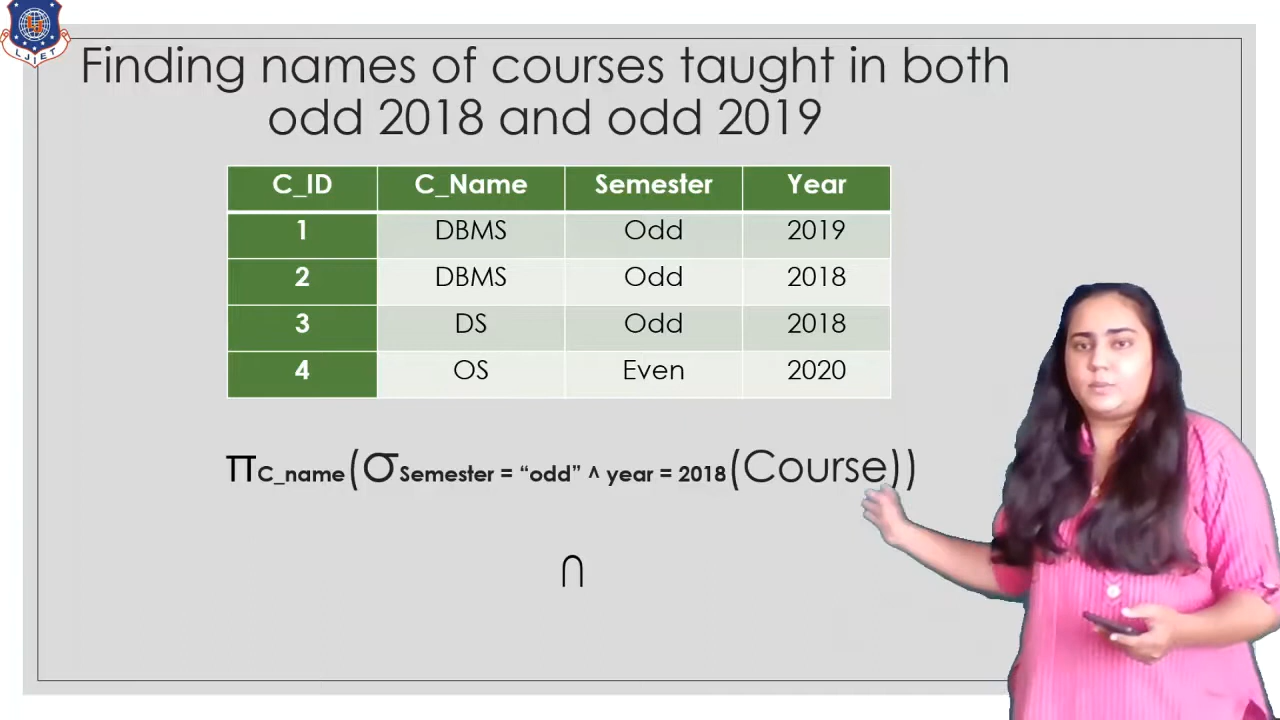 LJIET
Finding names of courses taught in both
odd 2018 and odd 2019
C_ID C_Name Semester Year
1 DBMS Odd 2019
2 DBMS Odd 2018
3 DS Odd 2018
4 OS Even 2020
πC_name(σSemester = “odd” ^ year = 2018(Course))
∩